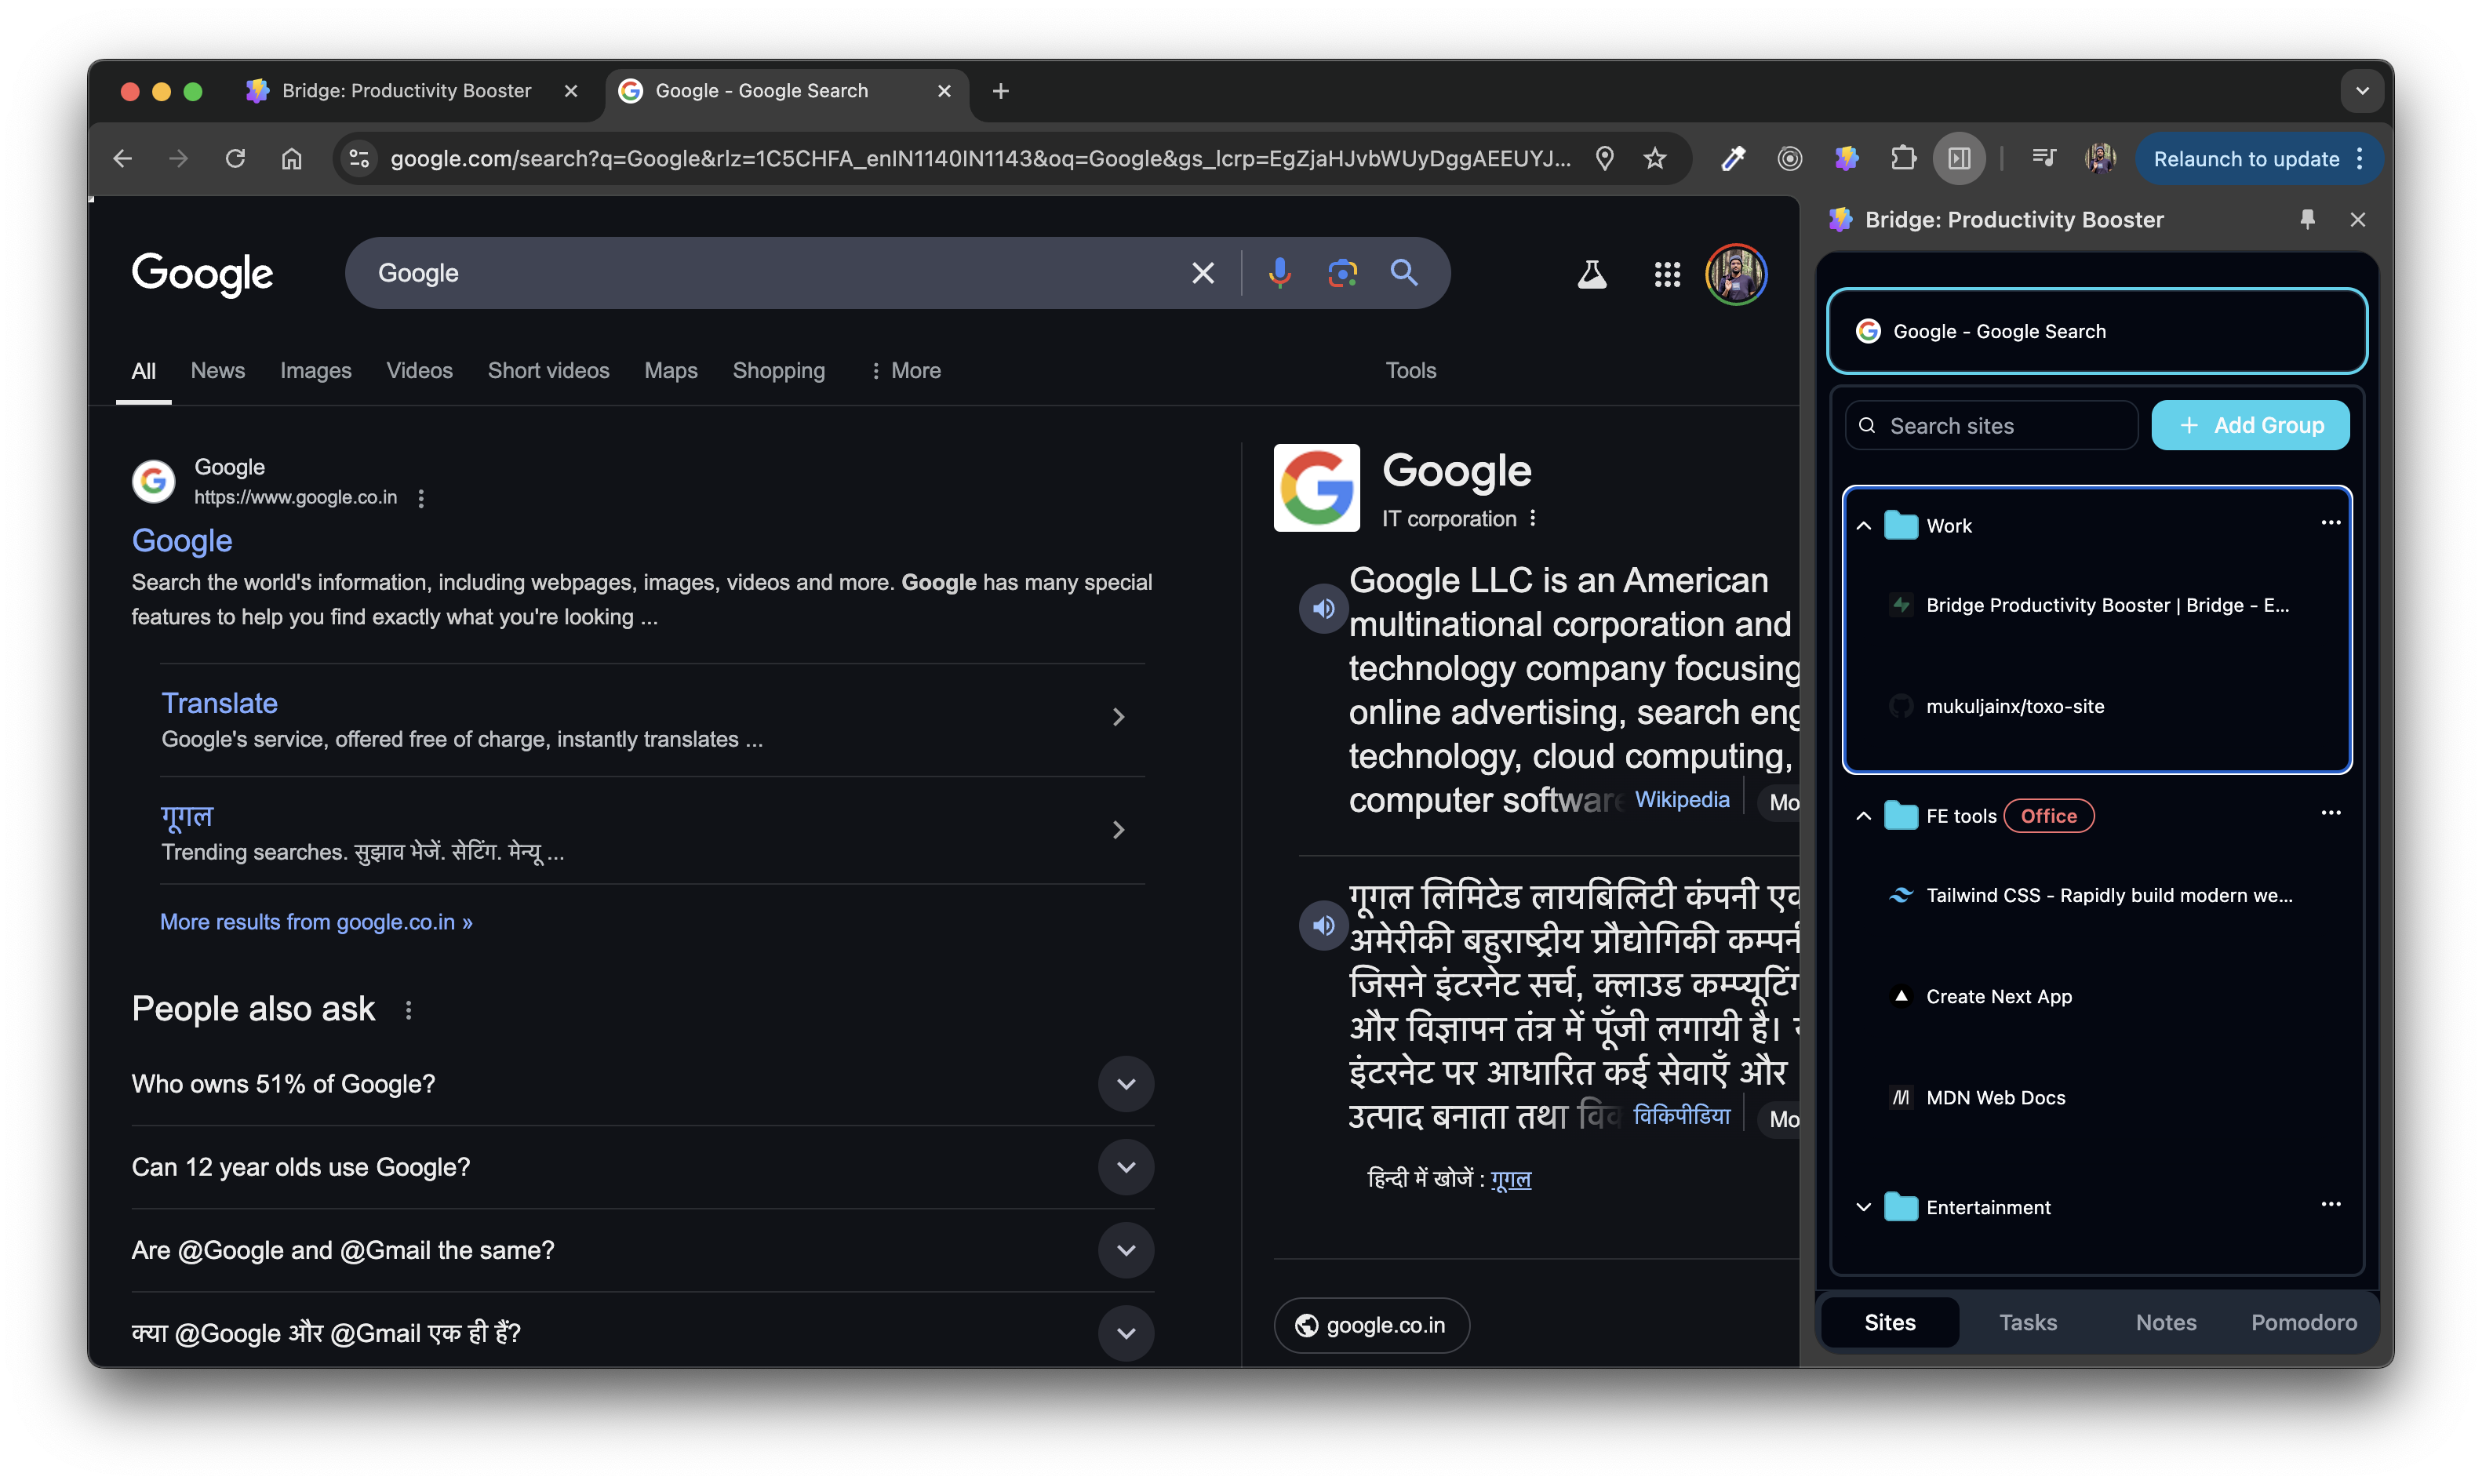 Bridge: Productivity Booster
Google - Google Search
google.com/search?q=Google&rlz=1C5CHFA_enIN1140IN1143&oq=Google&gs_lcrp=EgZjaHJvbWUyDggAEEUYJ...
Relaunch to update
Google
Google
All
News
Images
Videos
Short videos
Maps
Shopping
More
Tools
Google
https://www.google.co.in
Google
Search the world's information, including webpages, images, videos and more. Google has many special
features to help you find exactly what you're looking ...
Translate
Google's service, offered free of charge, instantly translates ...
गूगल
Trending searches. सुझाव भेजें. सेटिंग. मेन्यू ...
More results from google.co.in »
People also ask
Who owns 51% of Google?
Can 12 year olds use Google?
Are @Google and @Gmail the same?
क्या @Google और @Gmail एक ही हैं?
Google
IT corporation
Google LLC is an American
multinational corporation and
technology company focusing
online advertising, search eng
technology, cloud computing,
computer software Wikipedia Mo
गूगल लिमिटेड लायबिलिटी कंपनी एक
अमेरीकी बहुराष्ट्रीय प्रौद्योगिकी कम्पनी
जिसने इंटरनेट सर्च, क्लाउड कम्प्यूटिंग
और विज्ञापन तंत्र में पूँजी लगायी है।
इंटरनेट पर आधारित कई सेवाएँ और
उत्पाद बनाता तथा विक विकिपीडिया Mo
हिन्दी में खोजें : गूगल
google.co.in
Bridge: Productivity Booster
Google - Google Search
Search sites
+ Add Group
Work
Bridge Productivity Booster | Bridge - E...
mukuljainx/toxo-site
FE tools Office
Tailwind CSS - Rapidly build modern we...
Create Next App
MDN Web Docs
Entertainment
Sites
Tasks
Notes
Pomodoro